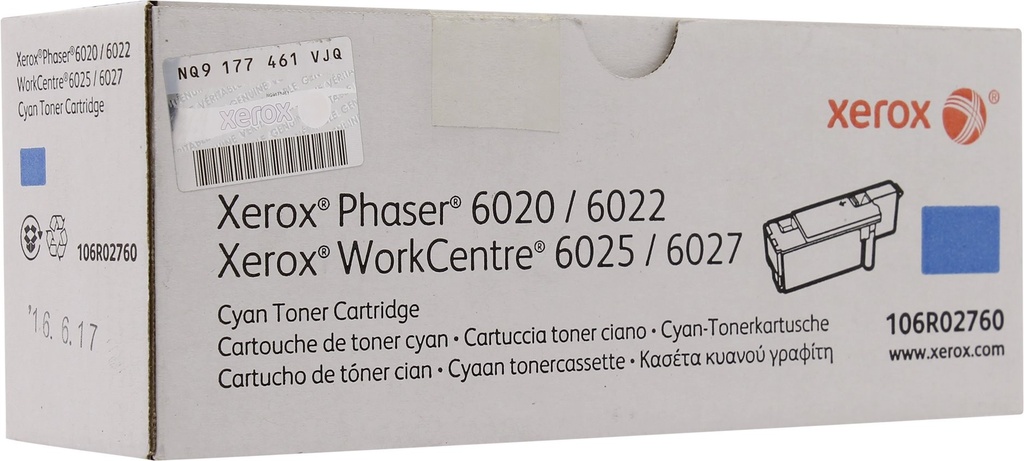 Xerox®Phaser®6020 / 6022
WorkCentre®6025 / 6027
Cyan Toner Cartridge
106R02760
'16. 6.17
NQ9 177 461 VJQ
xerox
xerox®
Xerox® Phaser® 6020 / 6022
Xerox® WorkCentre® 6025 / 6027
Cyan Toner Cartridge
Cartouche de toner cyan • Cartuccia toner ciano • Cyan-Tonerkartusche
Cartucho de tóner cian • Cyaan tonercassette • Κασέτα κυανού γραφίτη
106R02760
www.xerox.com